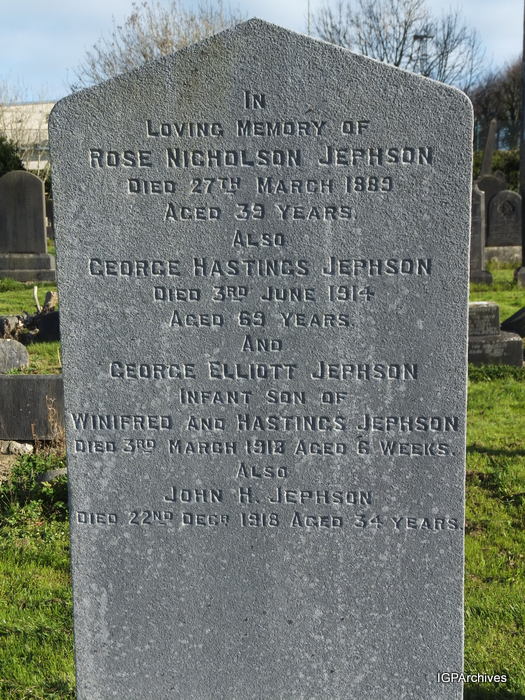 IN
LOVING MEMORY OF
ROSE NICHOLSON JEPHSON
DIED 27TH MARCH 1889
AGED 39 YEARS.
ALSO
GEORGE HASTINGS JEPHSON
DIED 3RD JUNE 1914
AGED 69 YEARS.
AND
GEORGE ELLIOTT JEPHSON
INFANT SON OF
WINIFRED AND HASTINGS JEPHSON
DIED 3RD MARCH 1918 AGED 6 WEEKS.
ALSO
JOHN H. JEPHSON
DIED 22ND DECR 1918 AGED 34 YEARS.
IGPArchives